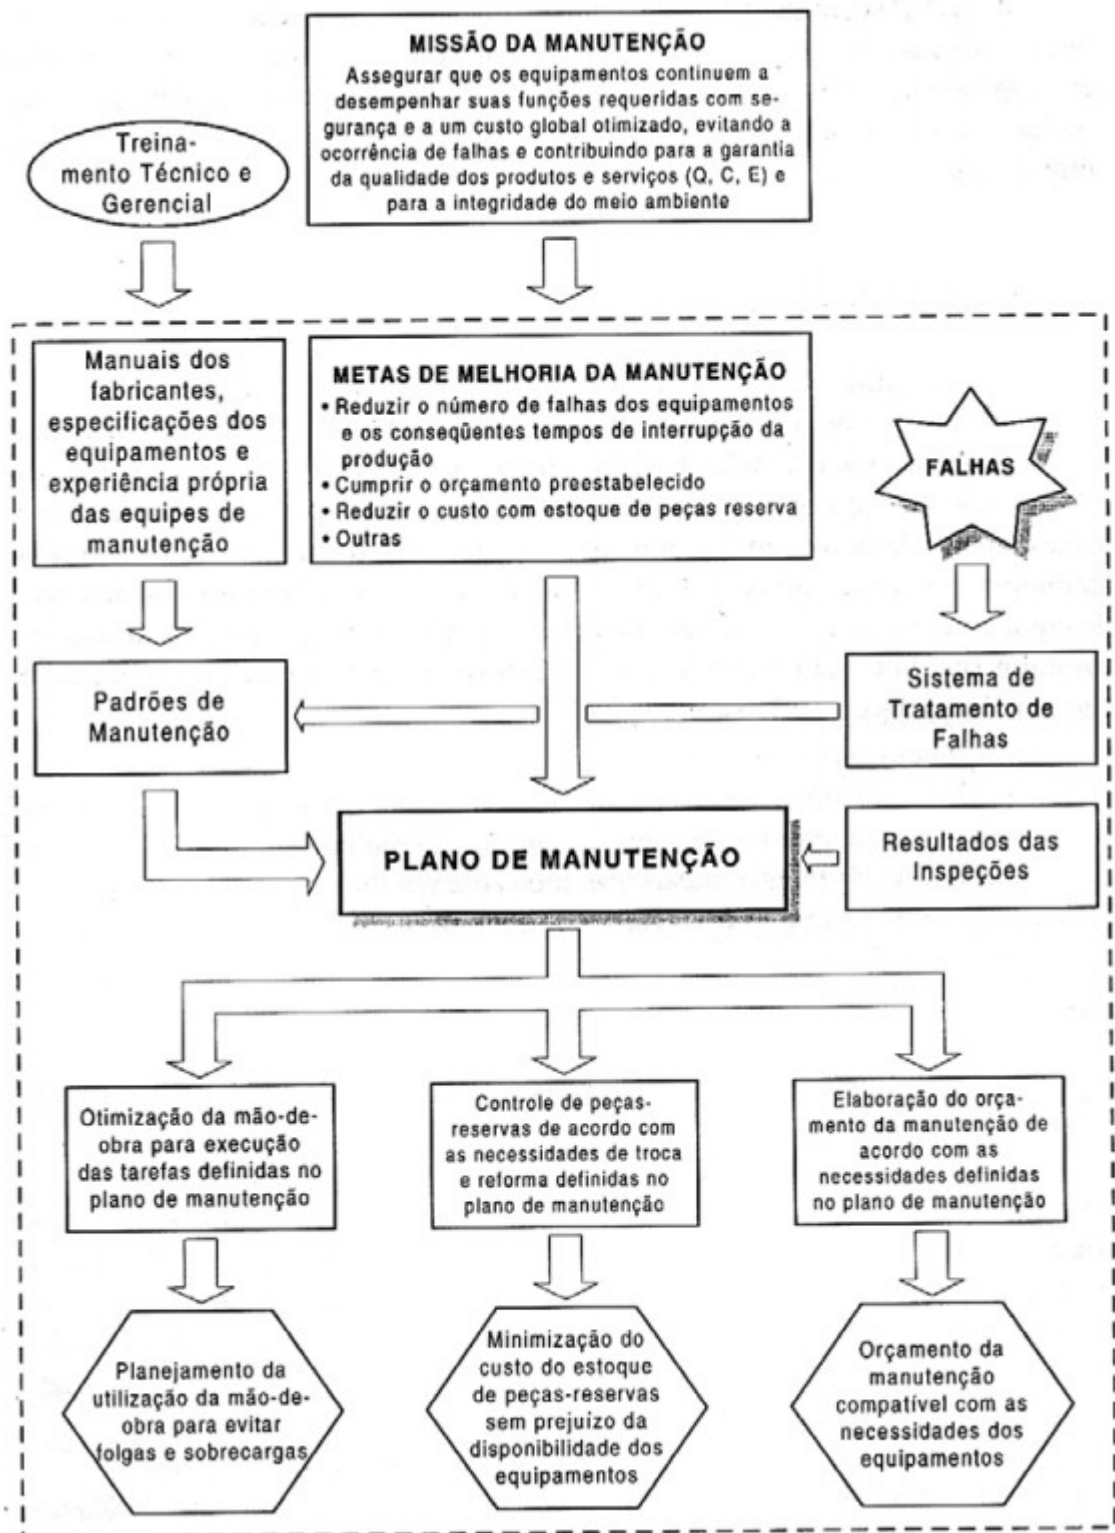 MISSÃO DA MANUTENÇÃO
Assegurar que os equipamentos continuem a
desempenhar suas funções requeridas com se-
gurança e a um custo global otimizado, evitando a
ocorrência de falhas e contribuindo para a garantia
da qualidade dos produtos e serviços (Q, C, E) e
para a integridade do meio ambiente
Treina-
mento Técnico e
Gerencial
Manuais dos
fabricantes,
especificações dos
equipamentos e
experiência própria
das equipes de
manutenção
METAS DE MELHORIA DA MANUTENÇÃO
• Reduzir o número de falhas dos equipamentos
e os conseqüentes tempos de interrupção da
produção
• Cumprir o orçamento preestabelecido
• Reduzir o custo com estoque de peças reserva
• Outras
FALHAS
Padrões de
Manutenção
Sistema de
Tratamento de
Falhas
PLANO DE MANUTENÇÃO
Resultados das
Inspeções
Otimização da mão-de-
obra para execução
das tarefas definidas no
plano de manutenção
Controle de peças-
reservas de acordo com
as necessidades de troca
e reforma definidas no
plano de manutenção
Elaboração do orça-
mento da manutenção de
acordo com as
necessidades definidas
no plano de manutenção
Planejamento da
utilização da mão-de-
obra para evitar
folgas e sobrecargas
Minimização do
custo do estoque
de peças-reservas
sem prejuízo da
disponibilidade dos
equipamentos
Orçamento da
manutenção
compatível com as
necessidades dos
equipamentos